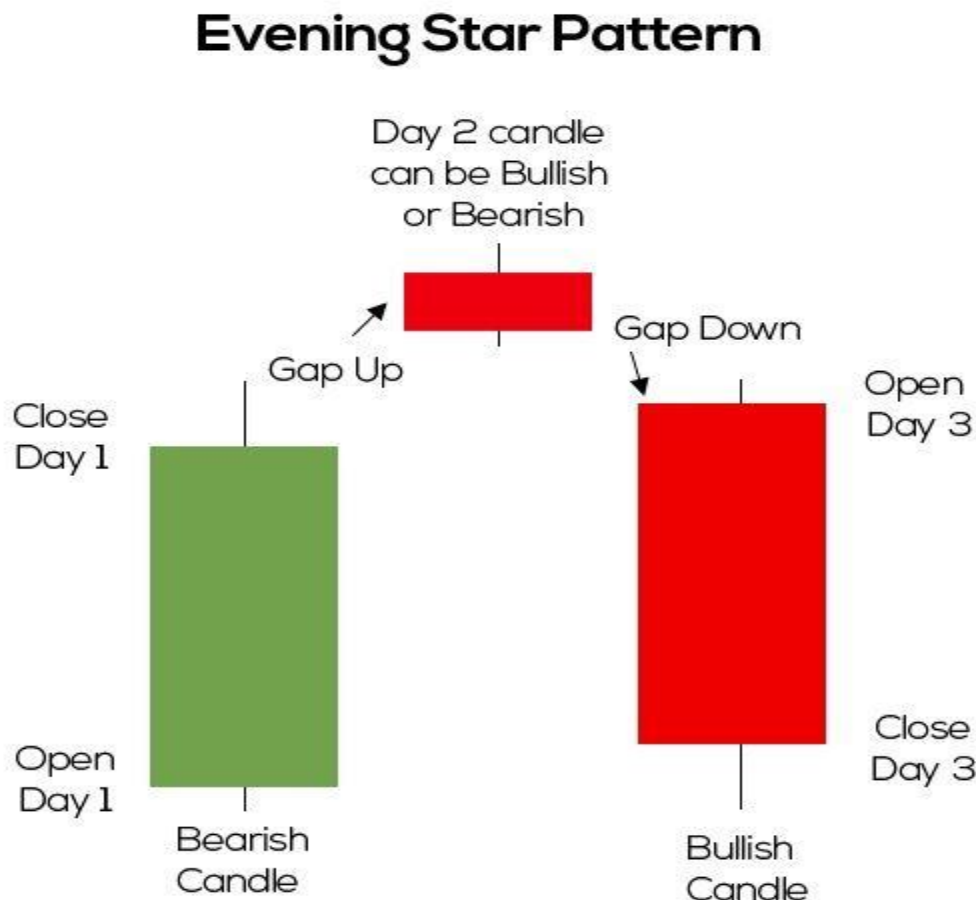 Evening Star Pattern
Day 2 candle
can be Bullish
or Bearish
Gap Up
Gap Down
Close
Day 1
Open
Day 3
Open
Day 1
Close
Day 3
Bearish
Candle
Bullish
Candle